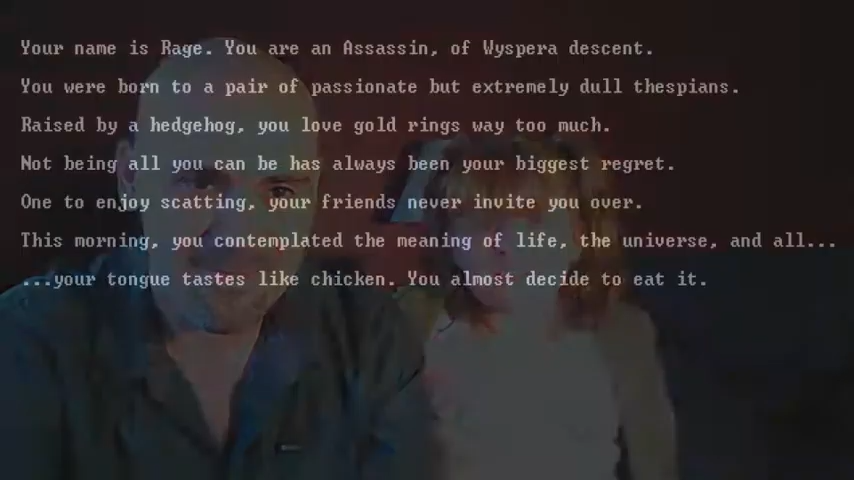 Your name is Rage. You are an Assassin, of Wyspera descent.
You were born to a pair of passionate but extremely dull thespians.
Raised by a hedgehog, you love gold rings way too much.
Not being all you can be has always been your biggest regret.
One to enjoy scatting, your friends never invite you over.
This morning, you contemplated the meaning of life, the universe, and all...
...your tongue tastes like chicken. You almost decide to eat it.